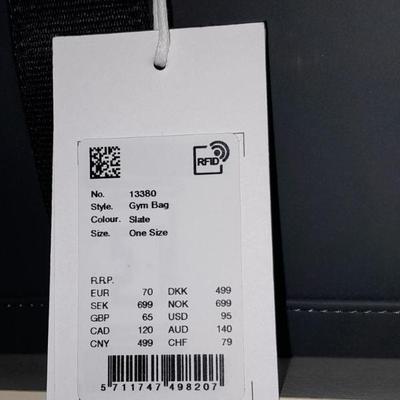 RFID
No. 13380
Style. Gym Bag
Colour. Slate
Size. One Size
R.R.P.
EUR 70 DKK 499
SEK 699 NOK 699
GBP 65 USD 95
CAD 120 AUD 140
CNY 499 CHF 79
5 711747 498207